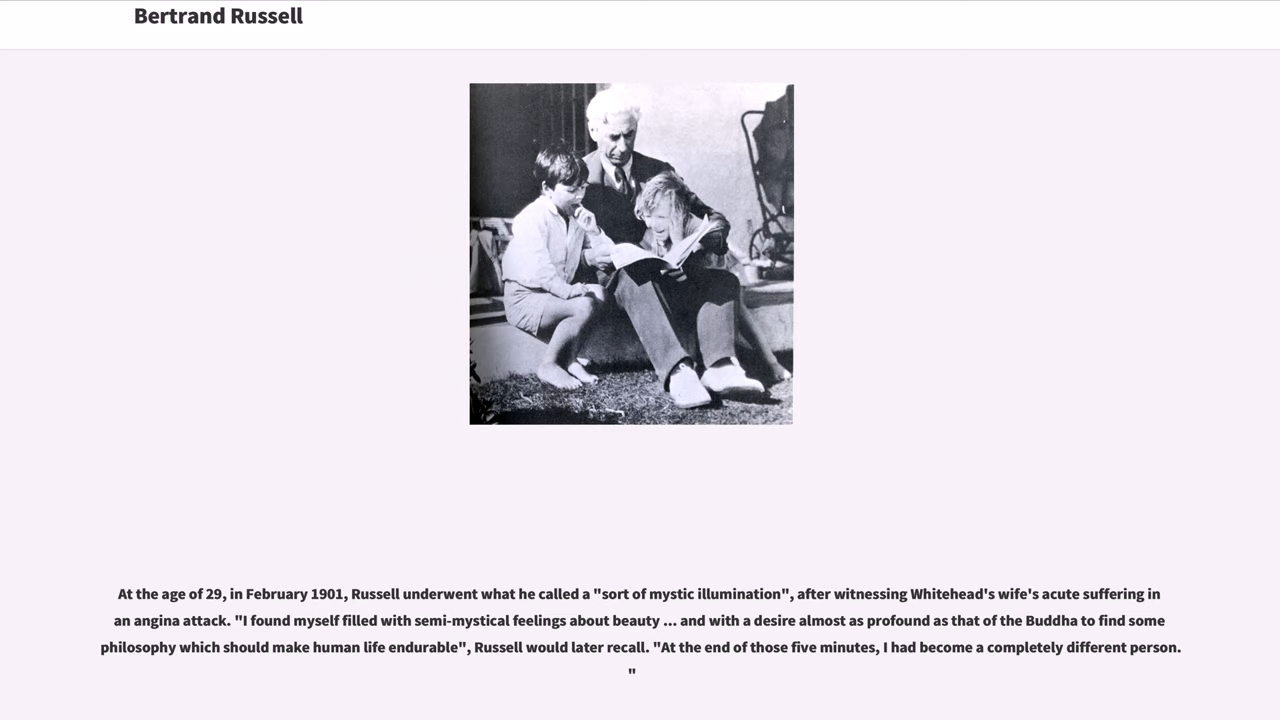 Bertrand Russell
At the age of 29, in February 1901, Russell underwent what he called a "sort of mystic illumination", after witnessing Whitehead's wife's acute suffering in
an angina attack. "I found myself filled with semi-mystical feelings about beauty ... and with a desire almost as profound as that of the Buddha to find some
philosophy which should make human life endurable", Russell would later recall. "At the end of those five minutes, I had become a completely different person.
"